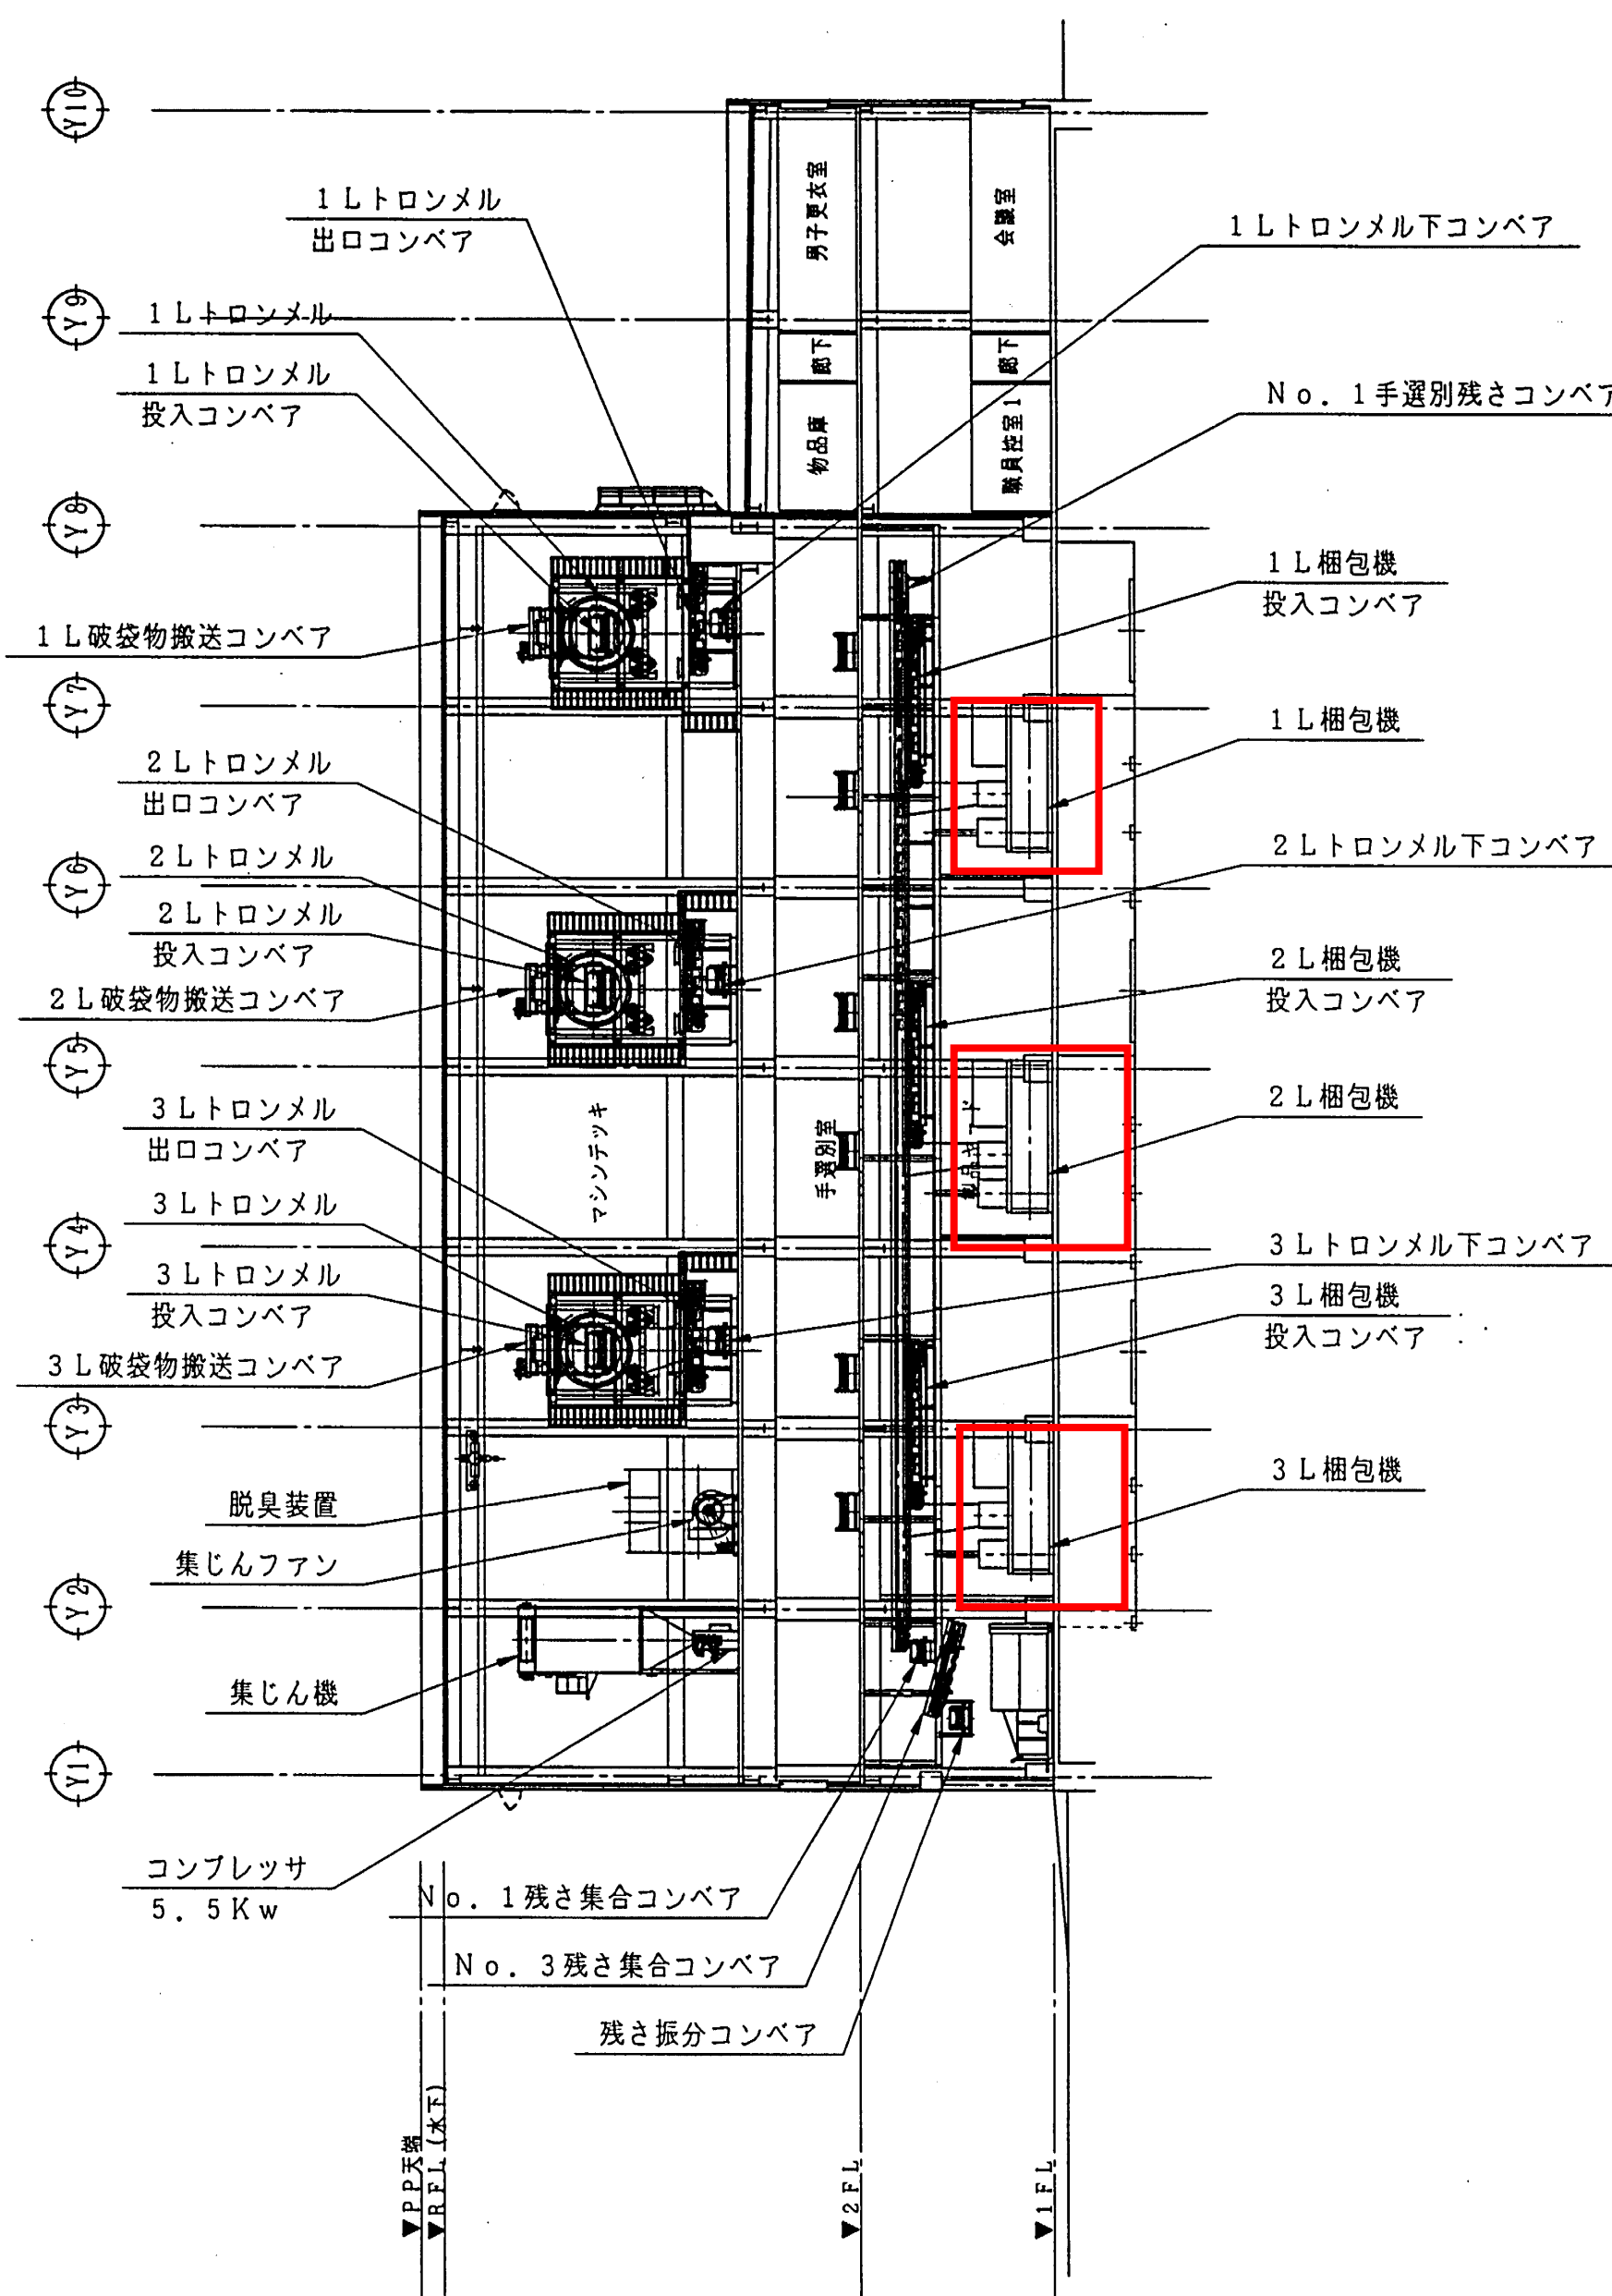 Y10
1Lトロンメル
出口コンベア
男子更衣室
会議室
1Lトロンメル下コンベア
Y9
1Lトロンメル
廊下
廊下
1Lトロンメル
投入コンベア
No. 1手選別残さコンベア
物品庫
職員控室1
Y8
1L梱包機
投入コンベア
1L破袋物搬送コンベア
Y7
1L梱包機
2Lトロンメル
出口コンベア
2Lトロンメル下コンベア
Y6
2Lトロンメル
2Lトロンメル
投入コンベア
2L梱包機
投入コンベア
2L破袋物搬送コンベア
Y5
2L梱包機
3Lトロンメル
出口コンベア
マシンデッキ
手選別室
製品ヤード
3Lトロンメル
Y4
3Lトロンメル下コンベア
3Lトロンメル
投入コンベア
3L梱包機
投入コンベア
3L破袋物搬送コンベア
Y3
3L梱包機
脱臭装置
集じんファン
Y2
集じん機
Y1
コンプレッサ
5. 5Kw
No. 1残さ集合コンベア
No. 3残さ集合コンベア
残さ振分コンベア
▼PP天端
▼RFL(水下)
▼2FL
▼1FL